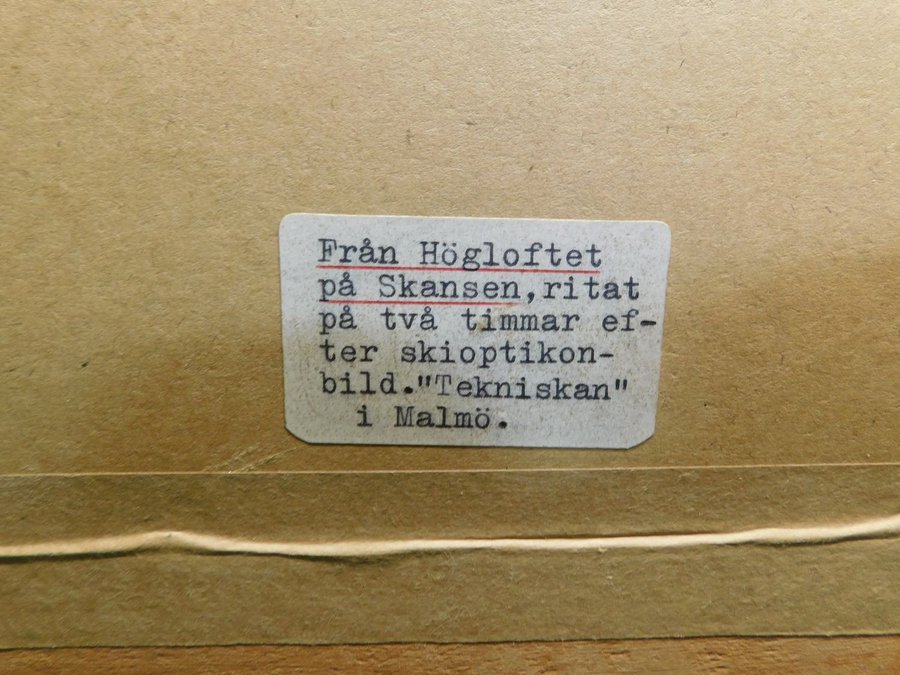 Från Högloftet
på Skansen,ritat
på två timmar ef-
ter skioptikon-
bild."Tekniskan"
i Malmö.